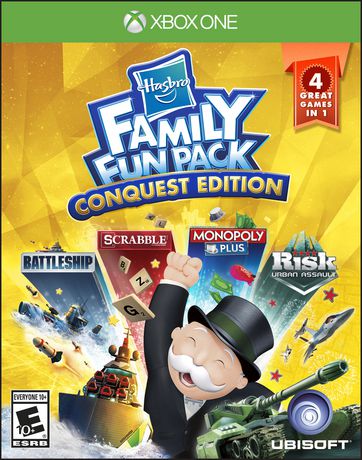 XBOX ONE
Hasbro
FAMILY
FUN PACK
CONQUEST EDITION
4
GREAT
GAMES
IN 1
BATTLESHIP
SCRABBLE
MONOPOLY
PLUS
Risk
URBAN ASSAULT
B
Z
G
EVERYONE 10+
E
10+
ESRB
UBISOFT